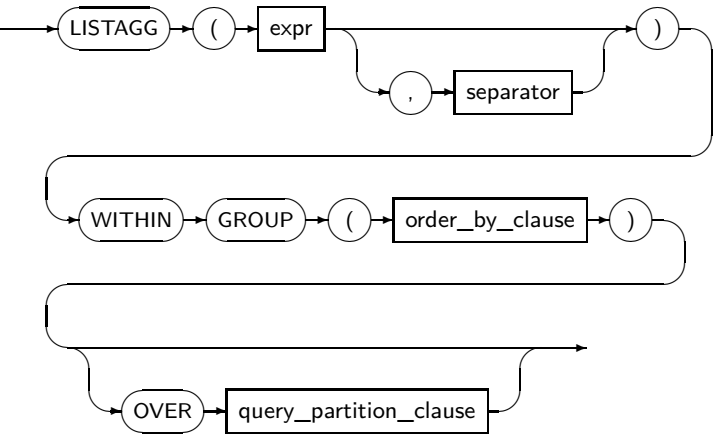 LISTAGG ( expr )
, separator
WITHIN GROUP ( order_by_clause )
OVER query_partition_clause